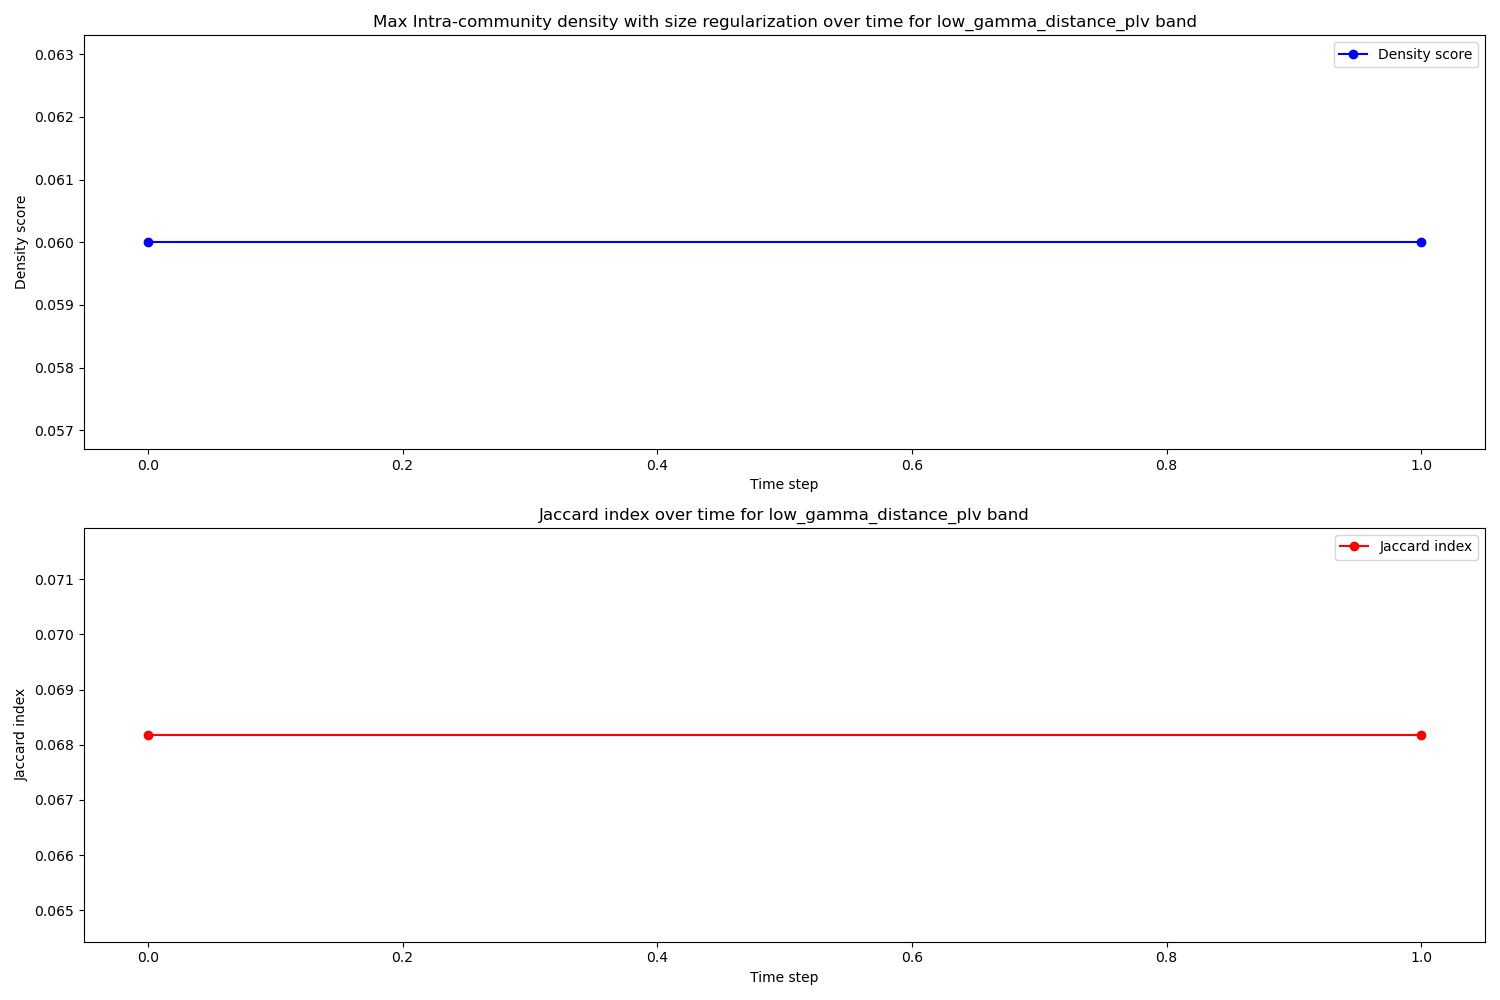 Max Intra-community density with size regularization over time for low_gamma_distance_plv band
Density score
0.063
0.062
0.061
0.060
0.059
0.058
0.057
Density score
0.0 0.2 0.4 0.6 0.8 1.0
Time step
Jaccard index over time for low_gamma_distance_plv band
Jaccard index
0.071
0.070
0.069
0.068
0.067
0.066
0.065
Jaccard index
0.0 0.2 0.4 0.6 0.8 1.0
Time step